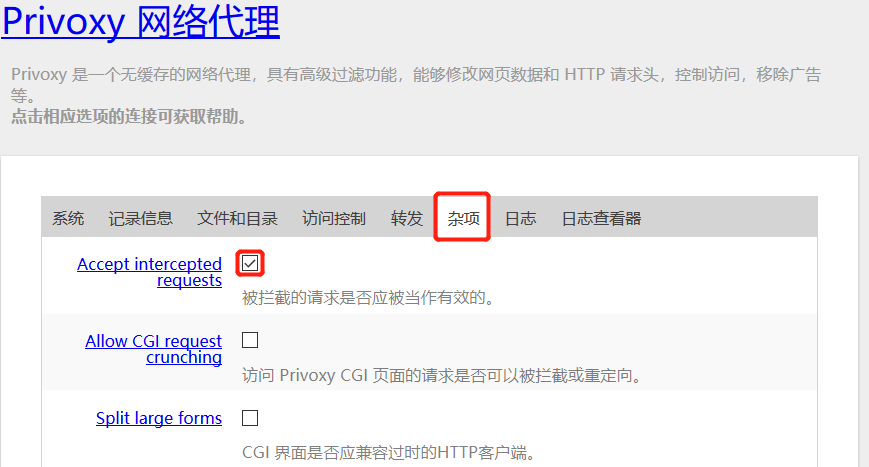 Privoxy 网络代理
Privoxy 是一个无缓存的网络代理，具有高级过滤功能，能够修改网页数据和 HTTP 请求头，控制访问，移除广告
等。
点击相应选项的连接可获取帮助。
系统 记录信息 文件和目录 访问控制 转发 杂项 日志 日志查看器
Accept intercepted
requests
被拦截的请求是否应被当作有效的。
Allow CGI request
crunching
访问 Privoxy CGI 页面的请求是否可以被拦截或重定向。
Split large forms
CGI 界面是否应兼容过时的HTTP客户端。